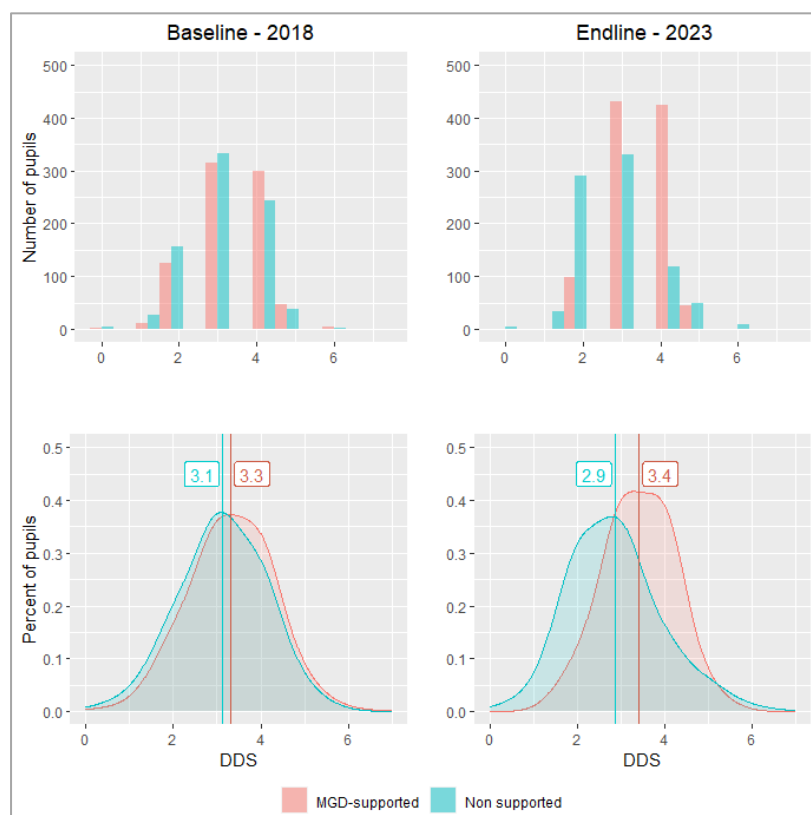 Baseline - 2018
Endline - 2023
Number of pupils
500
400
300
200
100
0
0 2 4 6
500
400
300
200
100
0
0 2 4 6
Percent of pupils
0.5
0.4
0.3
0.2
0.1
0.0
3.1 3.3
0 2 4 6
DDS
0.5
0.4
0.3
0.2
0.1
0.0
2.9 3.4
0 2 4 6
DDS
MGD-supported Non supported